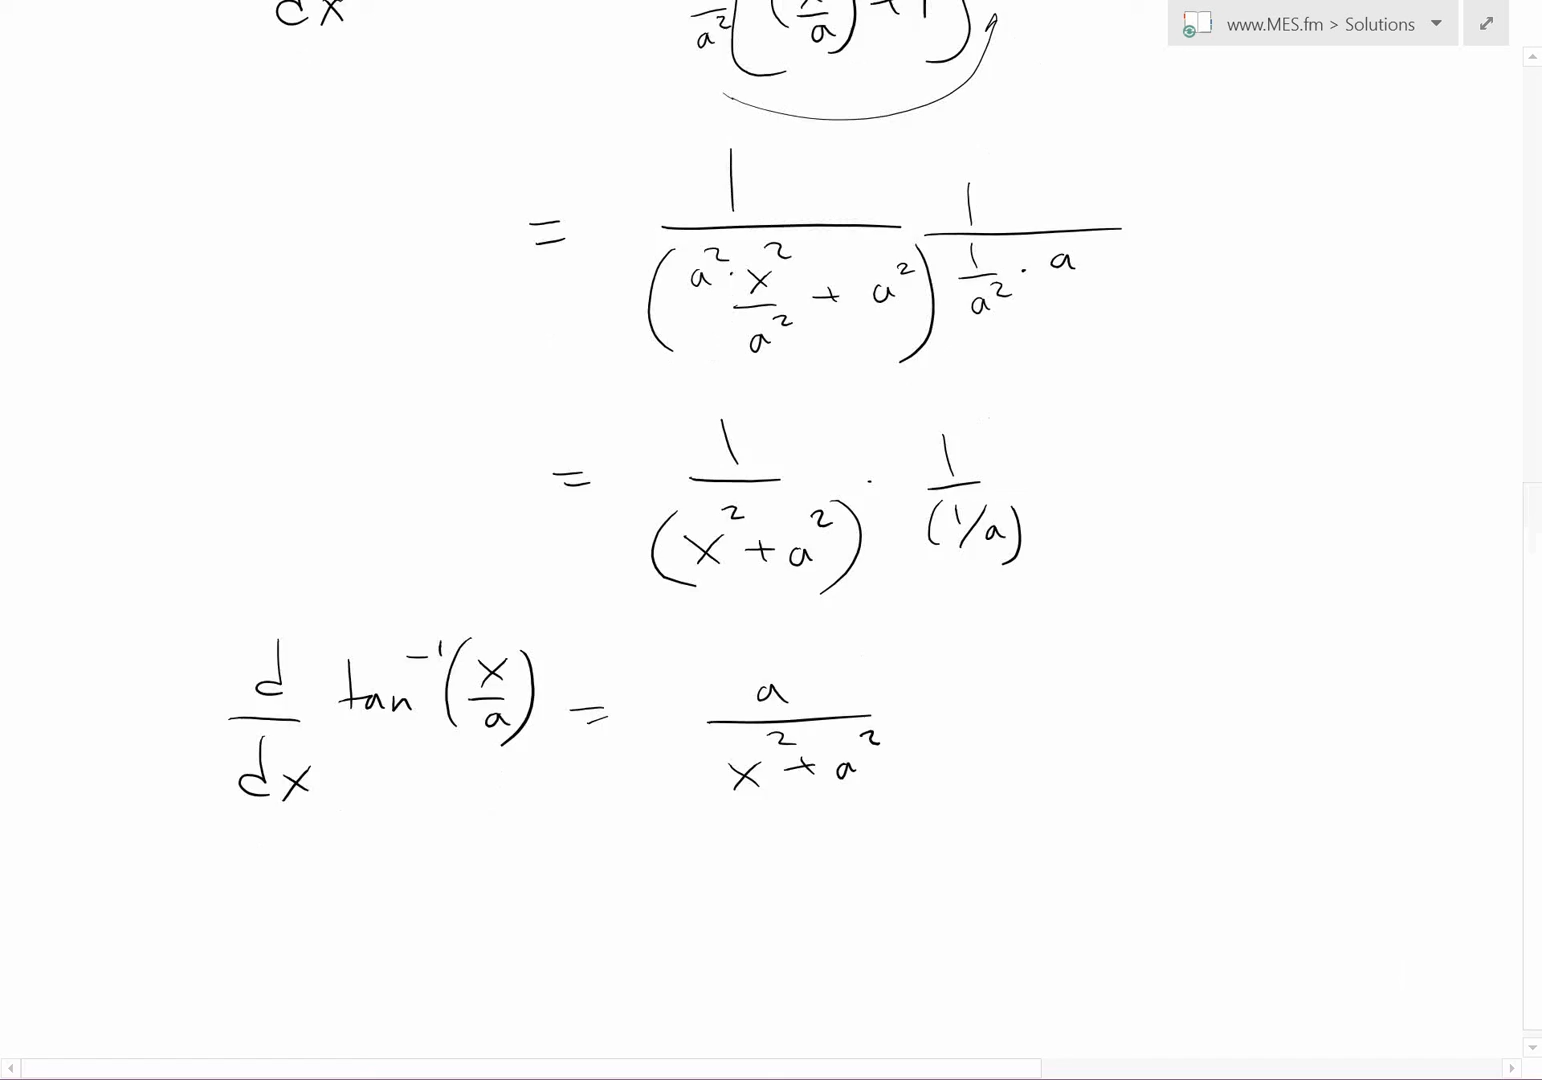 www.MES.fm > Solutions
dx 1/a² [(x/a) + 1]
= 1/(a² · x²/a² + a²) 1/(1/a² · a)
= 1/(x² + a²) · 1/(1/a)
d/dx tan⁻¹(x/a) = a/(x² + a²)